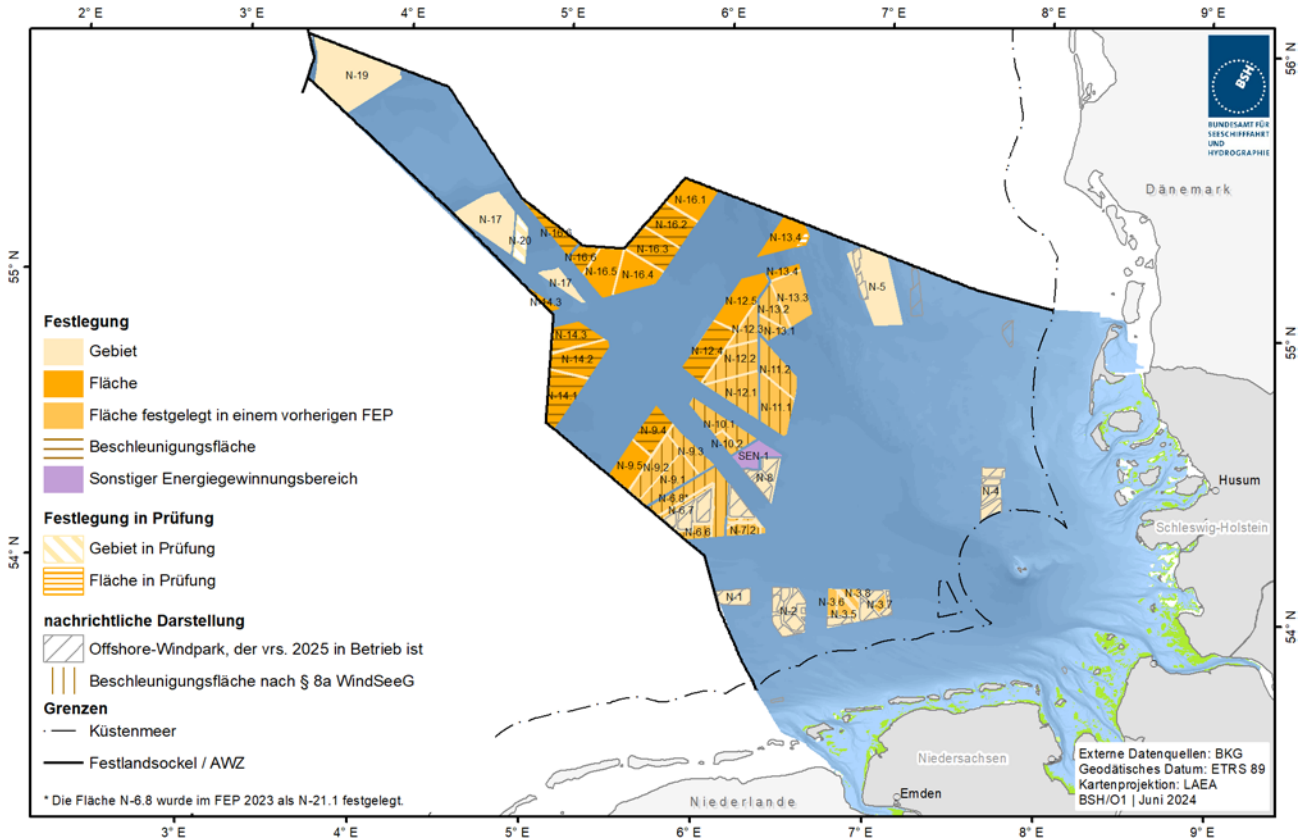 2° E 3° E 4° E 5° E 6° E 7° E 8° E 9° E
56° N
55° N
55° N
54° N
54° N
BSH
BUNDESAMT FÜR
SEESCHIFFFAHRT
UND
HYDROGRAPHIE
Dänemark
N-19
N-17
N-20
N-17
N-16.6
N-16.6
N-16.5
N-16.4
N-16.3
N-16.2
N-16.1
N-14.3
N-14.3
N-14.2
N-14.1
N-13.4
N-13.4
N-13.3
N-13.2
N-13.1
N-12.5
N-12.3
N-12.4
N-12.2
N-12.1
N-11.2
N-11.1
N-10.1
N-10.2
SEN-1
N-8
N-9.4
N-9.3
N-9.5
N-9.2
N-9.1
N-6.8*
N-6.7
N-6.6
N-7.2
N-5
N-4
N-1
N-2
N-3.8
N-3.6
N-3.7
N-3.5
Husum
Schleswig-Holstein
Niedersachsen
Emden
Niederlande
Festlegung
Gebiet
Fläche
Fläche festgelegt in einem vorherigen FEP
Beschleunigungsfläche
Sonstiger Energiegewinnungsbereich
Festlegung in Prüfung
Gebiet in Prüfung
Fläche in Prüfung
nachrichtliche Darstellung
Offshore-Windpark, der vrs. 2025 in Betrieb ist
Beschleunigungsfläche nach § 8a WindSeeG
Grenzen
Küstenmeer
Festlandsockel / AWZ
* Die Fläche N-6.8 wurde im FEP 2023 als N-21.1 festgelegt.
Externe Datenquellen: BKG
Geodätisches Datum: ETRS 89
Kartenprojektion: LAEA
BSH/O1 | Juni 2024
3° E 4° E 5° E 6° E 7° E 8° E 9° E